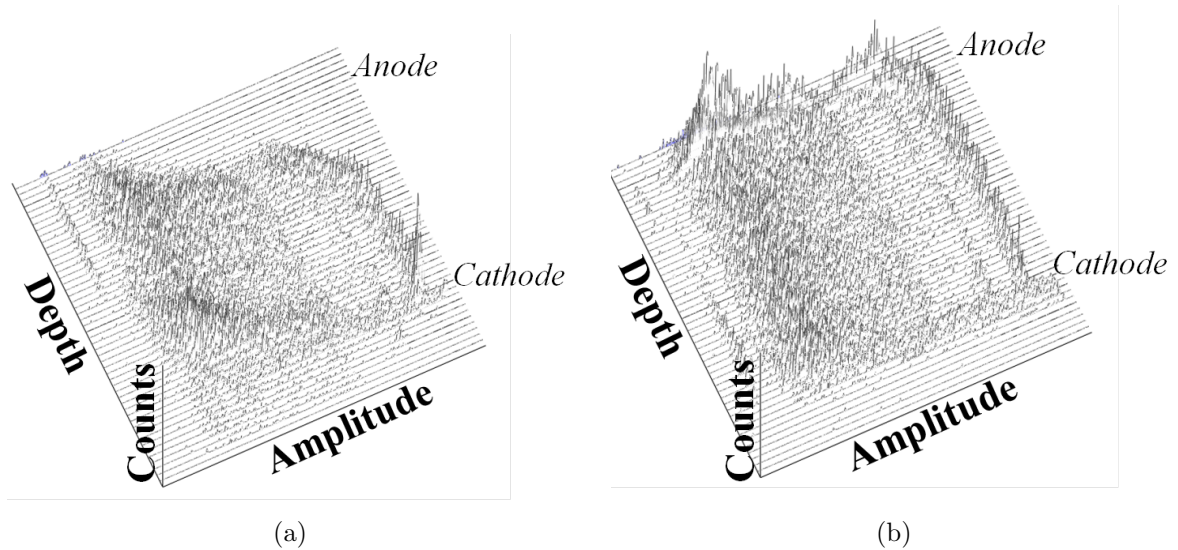 Anode
Cathode
Depth
Counts
Amplitude
(a)
Anode
Cathode
Depth
Counts
Amplitude
(b)